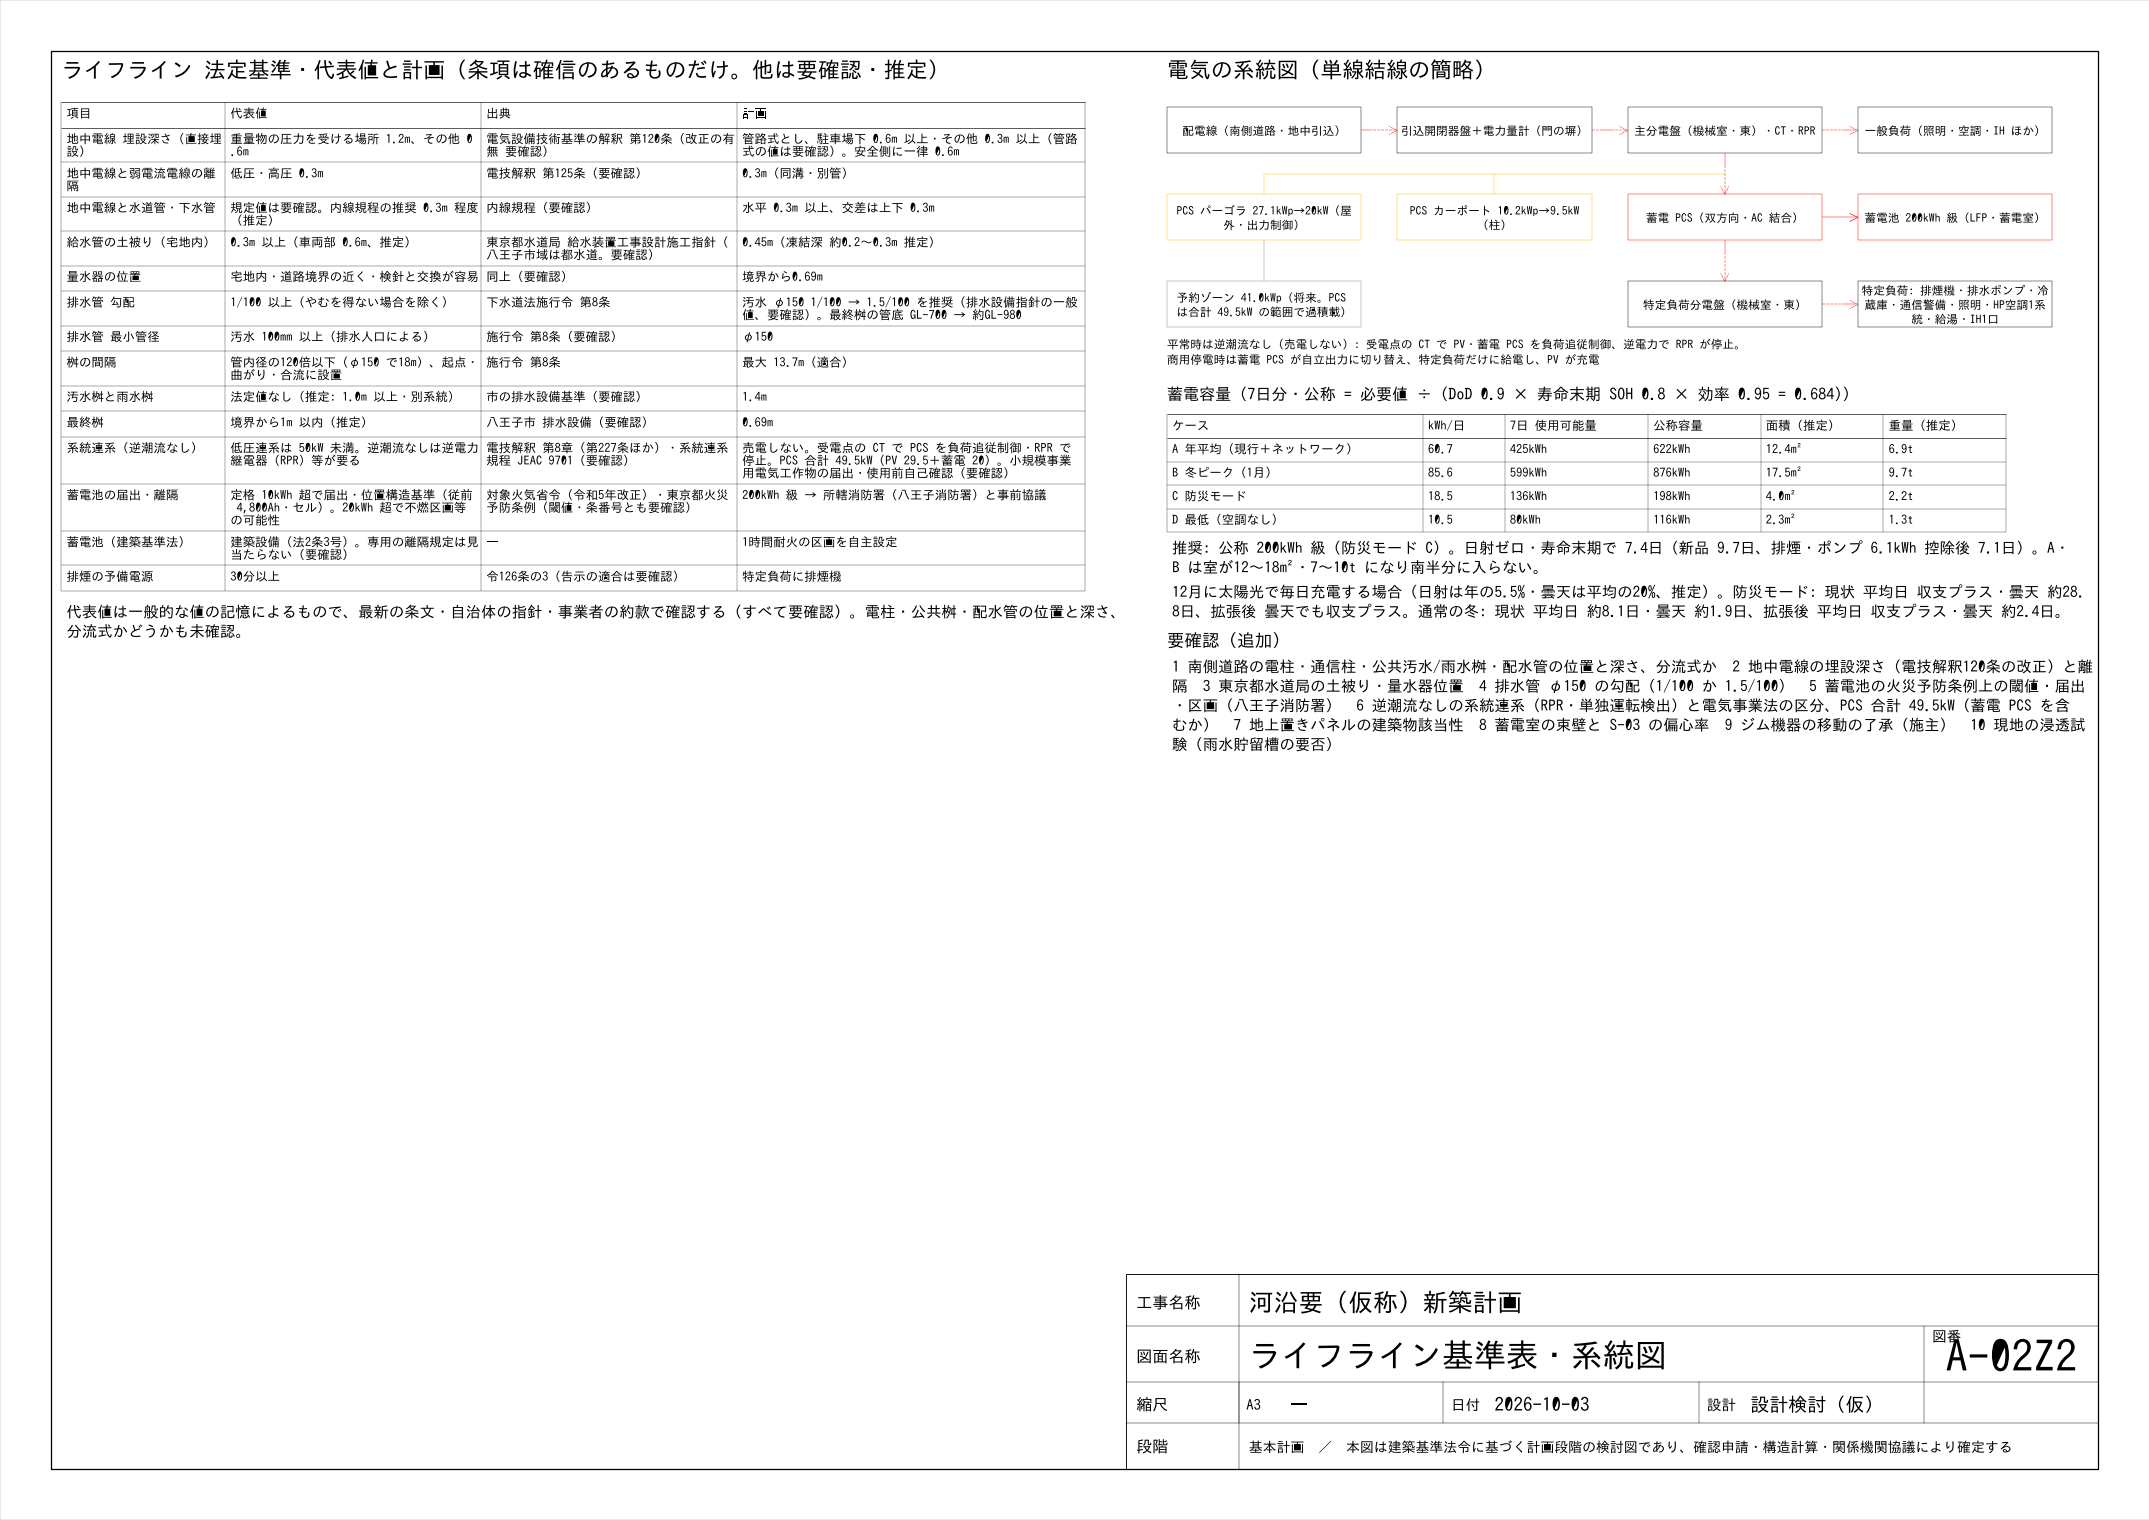 ライフライン 法定基準・代表値と計画（条項は確信のあるものだけ。他は要確認・推定）
項目 代表値 出典 計画
地中電線 埋設深さ（直接埋設） 重量物の圧力を受ける場所 1.2m、その他 0.6m 電気設備技術基準の解釈 第120条（改正の有無 要確認） 管路式とし、駐車場下 0.6m 以上・その他 0.3m 以上（管路式の値は要確認）。安全側に一律 0.6m
地中電線と弱電流電線の離隔 低圧・高圧 0.3m 電技解釈 第125条（要確認） 0.3m（同溝・別管）
地中電線と水道管・下水管 規定値は要確認。内線規程の推奨 0.3m 程度（推定） 内線規程（要確認） 水平 0.3m 以上、交差は上下 0.3m
給水管の土被り（宅地内） 0.3m 以上（車両部 0.6m、推定） 東京都水道局 給水装置工事設計施工指針（八王子市域は都水道。要確認） 0.45m（凍結深 約0.2〜0.3m 推定）
量水器の位置 宅地内・道路境界の近く・検針と交換が容易 同上（要確認） 境界から0.69m
排水管 勾配 1/100 以上（やむを得ない場合を除く） 下水道法施行令 第8条 汚水 φ150 1/100 → 1.5/100 を推奨（排水設備指針の一般値、要確認）。最終桝の管底 GL-700 → 約GL-980
排水管 最小管径 汚水 100mm 以上（排水人口による） 施行令 第8条（要確認） φ150
桝の間隔 管内径の120倍以下（φ150 で18m）、起点・曲がり・合流に設置 施行令 第8条 最大 13.7m（適合）
汚水桝と雨水桝 法定値なし（推定: 1.0m 以上・別系統） 市の排水設備基準（要確認） 1.4m
最終桝 境界から1m 以内（推定） 八王子市 排水設備（要確認） 0.69m
系統連系（逆潮流なし） 低圧連系は 50kW 未満。逆潮流なしは逆電力継電器（RPR）等が要る 電技解釈 第8章（第227条ほか）・系統連系規程 JEAC 9701（要確認） 売電しない。受電点の CT で PCS を負荷追従制御・RPR で停止。PCS 合計 49.5kW（PV 29.5＋蓄電 20）。小規模事業用電気工作物の届出・使用前自己確認（要確認）
蓄電池の届出・離隔 定格 10kWh 超で届出・位置構造基準（従前 4,800Ah・セル）。20kWh 超で不燃区画等の可能性 対象火気省令（令和5年改正）・東京都火災予防条例（閾値・条番号とも要確認） 200kWh 級 → 所轄消防署（八王子消防署）と事前協議
蓄電池（建築基準法） 建築設備（法2条3号）。専用の離隔規定は見当たらない（要確認） — 1時間耐火の区画を自主設定
排煙の予備電源 30分以上 令126条の3（告示の適合は要確認） 特定負荷に排煙機
代表値は一般的な値の記憶によるもので、最新の条文・自治体の指針・事業者の約款で確認する（すべて要確認）。電柱・公共桝・配水管の位置と深さ、
分流式かどうかも未確認。
電気の系統図（単線結線の簡略）
配電線（南側道路・地中引込） 引込開閉器盤＋電力量計（門の塀） 主分電盤（機械室・東）・CT・RPR 一般負荷（照明・空調・IH ほか）
PCS パーゴラ 27.1kWp→20kW（屋外・出力制御） PCS カーポート 10.2kWp→9.5kW（柱） 蓄電 PCS（双方向・AC 結合） 蓄電池 200kWh 級（LFP・蓄電室）
予約ゾーン 41.0kWp（将来。PCS は合計 49.5kW の範囲で過積載） 特定負荷分電盤（機械室・東） 特定負荷: 排煙機・排水ポンプ・冷蔵庫・通信警備・照明・HP空調1系統・給湯・IH1口
平常時は逆潮流なし（売電しない）: 受電点の CT で PV・蓄電 PCS を負荷追従制御、逆電力で RPR が停止。
商用停電時は蓄電 PCS が自立出力に切り替え、特定負荷だけに給電し、PV が充電
蓄電容量（7日分・公称 = 必要値 ÷（DoD 0.9 × 寿命末期 SOH 0.8 × 効率 0.95 = 0.684））
ケース kWh/日 7日 使用可能量 公称容量 面積（推定） 重量（推定）
A 年平均（現行＋ネットワーク） 60.7 425kWh 622kWh 12.4m² 6.9t
B 冬ピーク（1月） 85.6 599kWh 876kWh 17.5m² 9.7t
C 防災モード 18.5 136kWh 198kWh 4.0m² 2.2t
D 最低（空調なし） 10.5 80kWh 116kWh 2.3m² 1.3t
推奨: 公称 200kWh 級（防災モード C）。日射ゼロ・寿命末期で 7.4日（新品 9.7日、排煙・ポンプ 6.1kWh 控除後 7.1日）。A・
B は室が12〜18m²・7〜10t になり南半分に入らない。
12月に太陽光で毎日充電する場合（日射は年の5.5%・曇天は平均の20%、推定）。防災モード: 現状 平均日 収支プラス・曇天 約28.
8日、拡張後 曇天でも収支プラス。通常の冬: 現状 平均日 約8.1日・曇天 約1.9日、拡張後 平均日 収支プラス・曇天 約2.4日。
要確認（追加）
1 南側道路の電柱・通信柱・公共汚水/雨水桝・配水管の位置と深さ、分流式か　2 地中電線の埋設深さ（電技解釈120条の改正）と離
隔　3 東京都水道局の土被り・量水器位置　4 排水管 φ150 の勾配（1/100 か 1.5/100）　5 蓄電池の火災予防条例上の閾値・届出
・区画（八王子消防署）　6 逆潮流なしの系統連系（RPR・単独運転検出）と電気事業法の区分、PCS 合計 49.5kW（蓄電 PCS を含
むか）　7 地上置きパネルの建築物該当性　8 蓄電室の東壁と S-03 の偏心率　9 ジム機器の移動の了承（施主）　10 現地の浸透試
験（雨水貯留槽の要否）
工事名称 河沿要（仮称）新築計画
図面名称 ライフライン基準表・系統図 図番 A-02Z2
縮尺 A3 — 日付 2026-10-03 設計 設計検討（仮）
段階 基本計画　／　本図は建築基準法令に基づく計画段階の検討図であり、確認申請・構造計算・関係機関協議により確定する